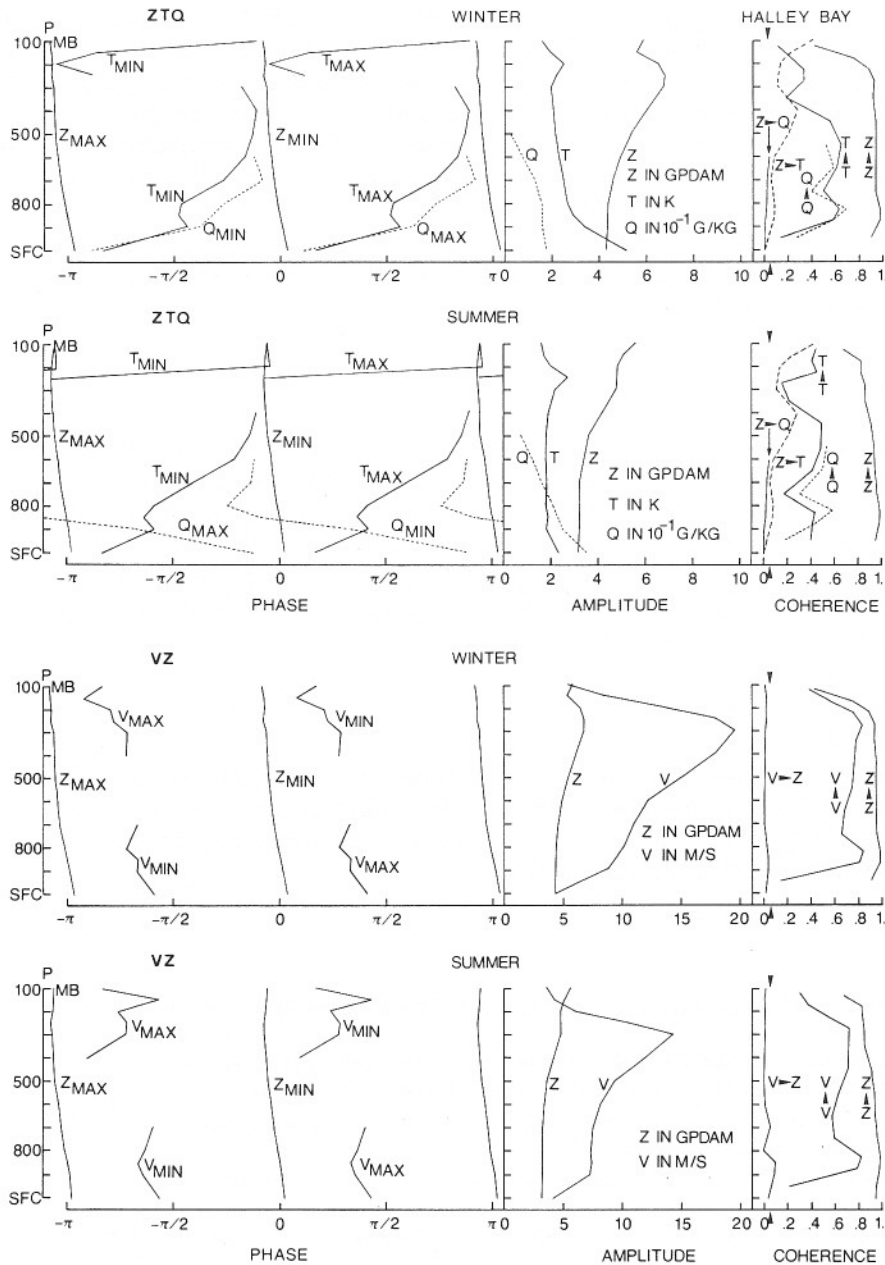 ZTQ WINTER HALLEY BAY
P
MB
100
500
800
SFC
T MIN
T MAX
Z MAX
Z MIN
T MIN
T MAX
Q MIN
Q MAX
Q T Z
Z IN GPDAM
T IN K
Q IN 10⁻¹ G/KG
Z Q
Z T
Q
Q
T
T
Z
Z
-π -π/2 0 π/2 π 0 2 4 6 8 10 0 .2 .4 .6 .8 1.
ZTQ SUMMER
P
MB
100
500
800
SFC
T MIN
T MAX
Z MAX
Z MIN
T MIN
T MAX
Q MAX
Q MIN
Q T Z
Z IN GPDAM
T IN K
Q IN 10⁻¹ G/KG
T
T
Z Q
Z T
Q
Q
Z
Z
-π -π/2 0 π/2 π 0 2 4 6 8 10 0 .2 .4 .6 .8 1.
PHASE AMPLITUDE COHERENCE
VZ WINTER
P
MB
100
500
800
SFC
V MAX
V MIN
Z MAX
Z MIN
V MIN
V MAX
Z V
Z IN GPDAM
V IN M/S
V Z
V
V
Z
Z
-π -π/2 0 π/2 π 0 5 10 15 20 0 .2 .4 .6 .8 1.
VZ SUMMER
P
MB
100
500
800
SFC
V MAX
V MIN
Z MAX
Z MIN
V MIN
V MAX
Z V
Z IN GPDAM
V IN M/S
V Z
V
V
Z
Z
-π -π/2 0 π/2 π 0 5 10 15 20 0 .2 .4 .6 .8 1.
PHASE AMPLITUDE COHERENCE